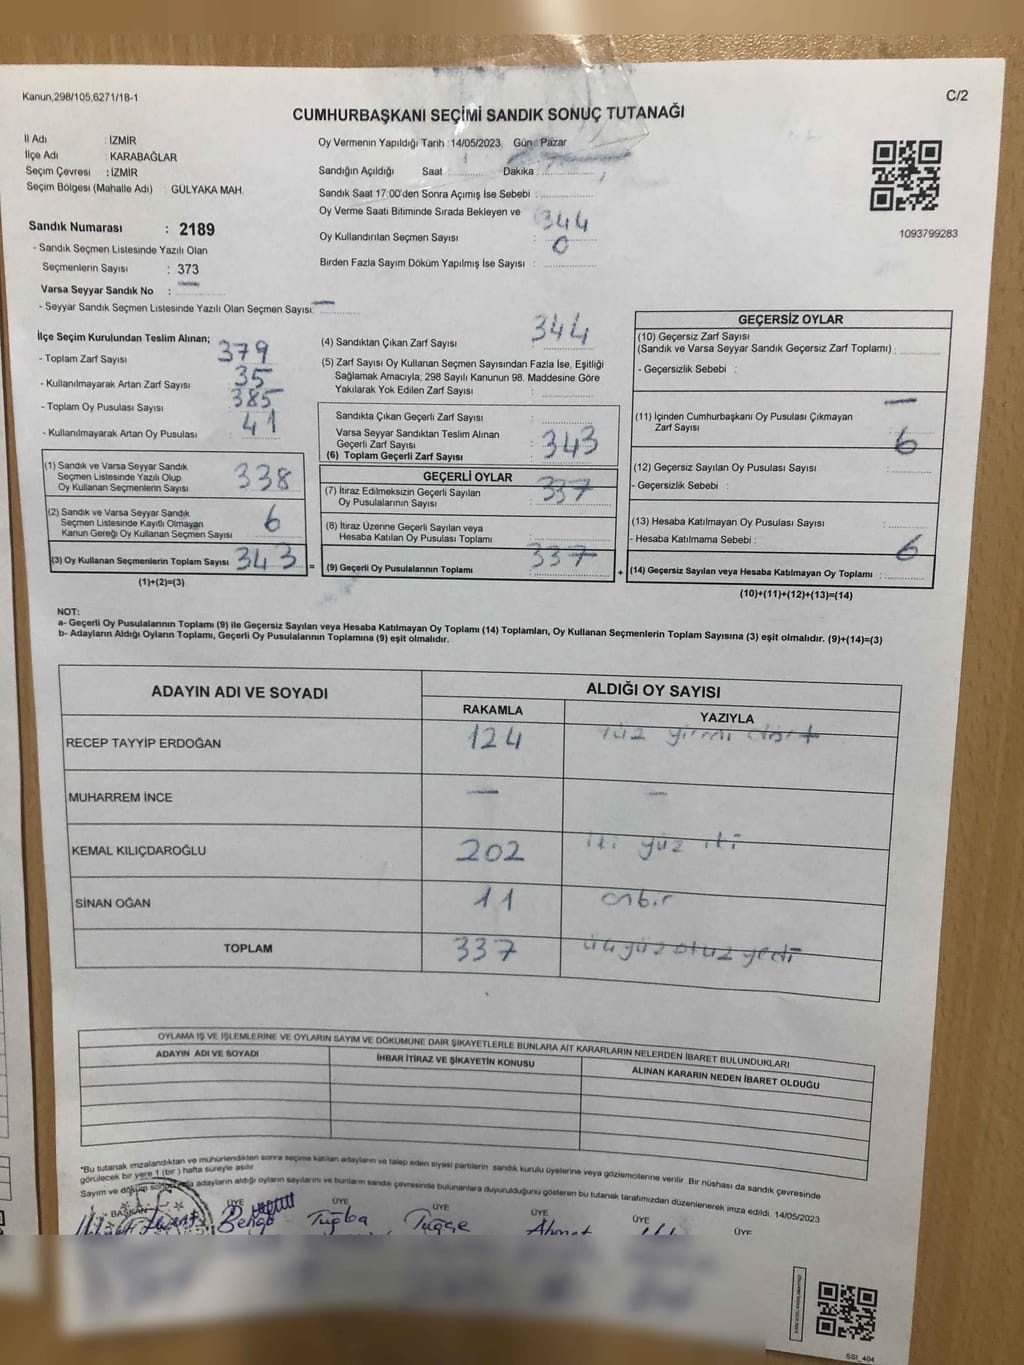 Kanun,298/105,6271/18-1
C/2
CUMHURBAŞKANI SEÇİMİ SANDIK SONUÇ TUTANAĞI
İl Adı : İZMİR
İlçe Adı : KARABAĞLAR
Seçim Çevresi : İZMİR
Seçim Bölgesi (Mahalle Adı) GÜLYAKA MAH.
Sandık Numarası : 2189
- Sandık Seçmen Listesinde Yazılı Olan
Seçmenlerin Sayısı : 373
Varsa Seyyar Sandık No : —
- Seyyar Sandık Seçmen Listesinde Yazılı Olan Seçmen Sayısı: —
Oy Vermenin Yapıldığı Tarih :14/05/2023 Gün : Pazar
Sandığın Açıldığı Saat : Dakika :
Sandık Saat 17:00'den Sonra Açımış İse Sebebi :
Oy Verme Saati Bitiminde Sırada Bekleyen ve
Oy Kullandırılan Seçmen Sayısı : 344
Birden Fazla Sayım Döküm Yapılmış İse Sayısı : 0
1093799283
İlçe Seçim Kurulundan Teslim Alınan;
- Toplam Zarf Sayısı : 379
- Kullanılmayarak Artan Zarf Sayısı : 35
- Toplam Oy Pusulası Sayısı : 385
- Kullanılmayarak Artan Oy Pusulası : 41
(1) Sandık ve Varsa Seyyar Sandık
Seçmen Listesinde Yazılı Olup
Oy Kullanan Seçmenlerin Sayısı : 338
(2) Sandık ve Varsa Seyyar Sandık
Seçmen Listesinde Kayıtlı Olmayan
Kanun Gereği Oy Kullanan Seçmen Sayısı : 6
(3) Oy Kullanan Seçmenlerin Toplam Sayısı : 343
(1)+(2)=(3)
=
(4) Sandıktan Çıkan Zarf Sayısı : 344
(5) Zarf Sayısı Oy Kullanan Seçmen Sayısından Fazla İse, Eşitliği
Sağlamak Amacıyla; 298 Sayılı Kanunun 98. Maddesine Göre
Yakılarak Yok Edilen Zarf Sayısı :
Sandıkta Çıkan Geçerli Zarf Sayısı :
Varsa Seyyar Sandıktan Teslim Alınan
Geçerli Zarf Sayısı :
(6) Toplam Geçerli Zarf Sayısı : 343
GEÇERLİ OYLAR
(7) İtiraz Edilmeksizin Geçerli Sayılan
Oy Pusulalarının Sayısı : 337
(8) İtiraz Üzerine Geçerli Sayılan veya
Hesaba Katılan Oy Pusulası Toplamı :
(9) Geçerli Oy Pusulalarının Toplamı : 337
+
GEÇERSİZ OYLAR
(10) Geçersiz Zarf Sayısı
(Sandık ve Varsa Seyyar Sandık Geçersiz Zarf Toplamı) :
- Geçersizlik Sebebi :
(11) İçinden Cumhurbaşkanı Oy Pusulası Çıkmayan
Zarf Sayısı : —
(12) Geçersiz Sayılan Oy Pusulası Sayısı : 6
- Geçersizlik Sebebi :
(13) Hesaba Katılmayan Oy Pusulası Sayısı :
- Hesaba Katılmama Sebebi :
(14) Geçersiz Sayılan veya Hesaba Katılmayan Oy Toplamı : 6
(10)+(11)+(12)+(13)=(14)
NOT:
a- Geçerli Oy Pusulalarının Toplamı (9) ile Geçersiz Sayılan veya Hesaba Katılmayan Oy Toplamı (14) Toplamları, Oy Kullanan Seçmenlerin Toplam Sayısına (3) eşit olmalıdır. (9)+(14)=(3)
b- Adayların Aldığı Oyların Toplamı, Geçerli Oy Pusulalarının Toplamına (9) eşit olmalıdır.
ADAYIN ADI VE SOYADI
ALDIĞI OY SAYISI
RAKAMLA
YAZIYLA
RECEP TAYYİP ERDOĞAN 124 Yüz yirmi dört
MUHARREM İNCE — —
KEMAL KILIÇDAROĞLU 202 iki yüz iki
SİNAN OĞAN 11 onbir
TOPLAM 337 üçyüz otuz yedi
OYLAMA İŞ VE İŞLEMLERİNE VE OYLARIN SAYIM VE DÖKÜMÜNE DAİR ŞİKAYETLERLE BUNLARA AİT KARARLARIN NELERDEN İBARET BULUNDUKLARI
ADAYIN ADI VE SOYADI
İHBAR İTİRAZ VE ŞİKAYETİN KONUSU
ALINAN KARARIN NEDEN İBARET OLDUĞU
*Bu tutanak imzalandıktan ve mühürlendikten sonra seçime katılan adayların ve talep eden siyasi partilerin sandık kurulu üyelerine veya gözlemcilerine verilir. Bir nüshası da sandık çevresinde
görülecek bir yere 1 (bir ) hafta süreyle asılır
Sayım ve döküm adayların aldığı oyların sayılarını ve bunların sandık çevresinde bulunanlara duyurulduğunu gösteren bu tutanak tarafımızdan düzenlenerek imza edildi. 14/05/2023
BAŞKAN ÜYE ÜYE ÜYE ÜYE ÜYE ÜYE
Tuğba Tuğçe Ahmet
SSİ_404